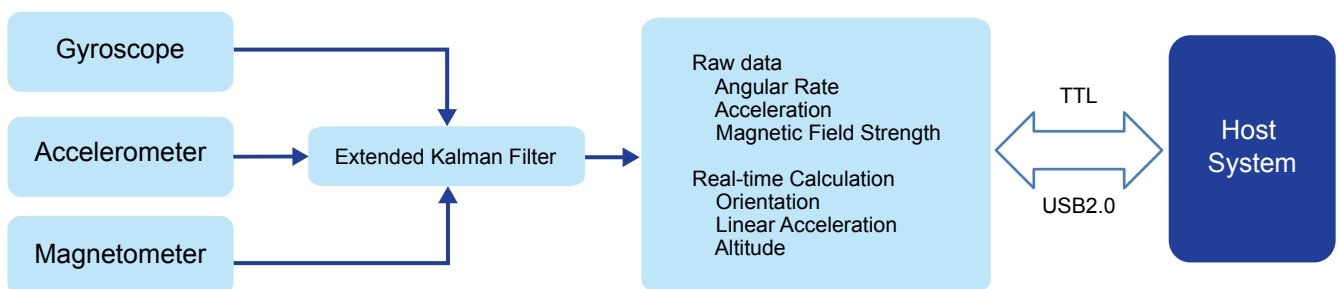 Gyroscope
Accelerometer
Magnetometer
Extended Kalman Filter
Raw data
Angular Rate
Acceleration
Magnetic Field Strength
Real-time Calculation
Orientation
Linear Acceleration
Altitude
TTL
USB2.0
Host
System